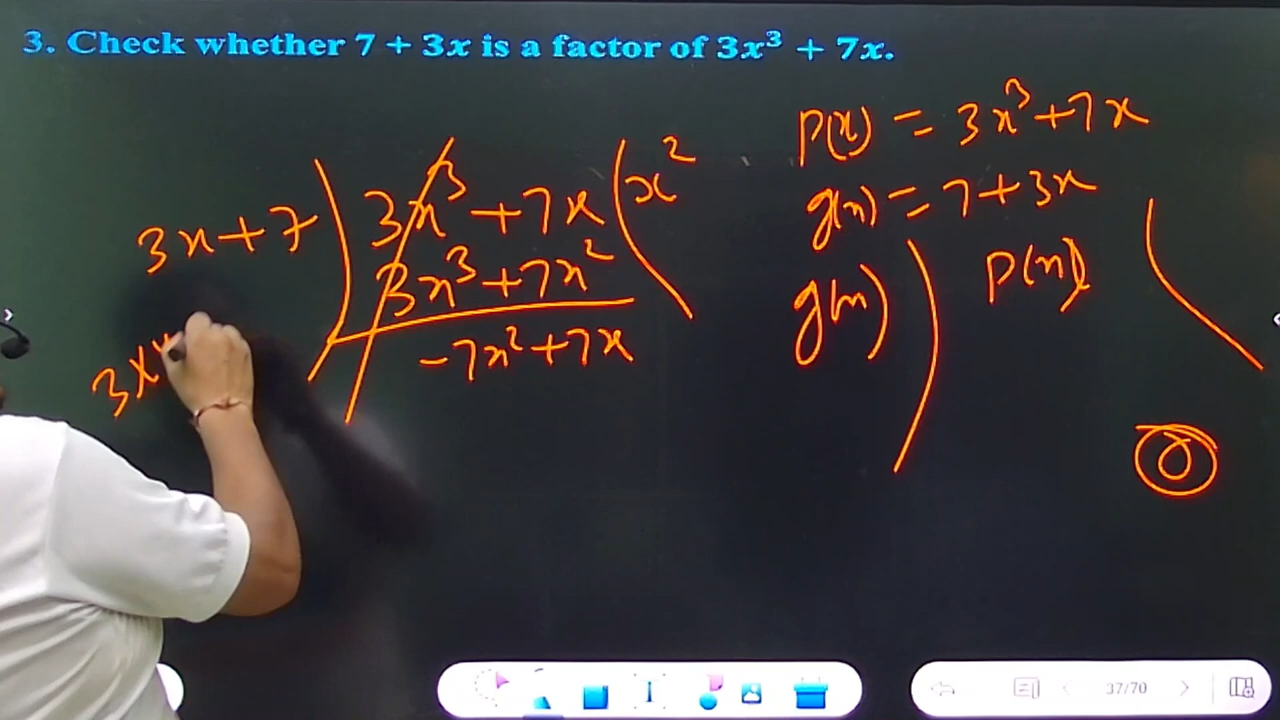 3. Check whether 7 + 3x is a factor of 3x³ + 7x.
P(x) = 3x³+7x
g(x) = 7+3x
g(x) ) P(x) (
0
3x+7 ) 3x³ +7x ( x²
3x³+7x²
-7x²+7x
3x
37/70